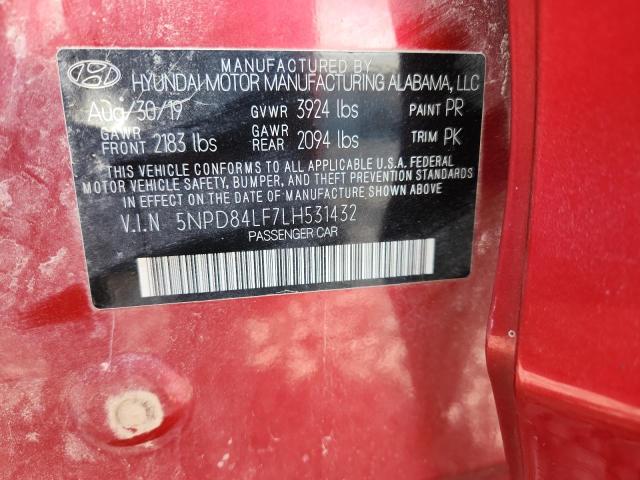 MANUFACTURED BY
HYUNDAI MOTOR MANUFACTURING ALABAMA, LLC
AUG/30/19 GVWR 3924 lbs PAINT PR
GAWR FRONT 2183 lbs GAWR REAR 2094 lbs TRIM PK
THIS VEHICLE CONFORMS TO ALL APPLICABLE U.S.A. FEDERAL
MOTOR VEHICLE SAFETY, BUMPER, AND THEFT PREVENTION STANDARDS
IN EFFECT ON THE DATE OF MANUFACTURE SHOWN ABOVE.
V.I.N 5NPD84LF7LH531432
PASSENGER CAR